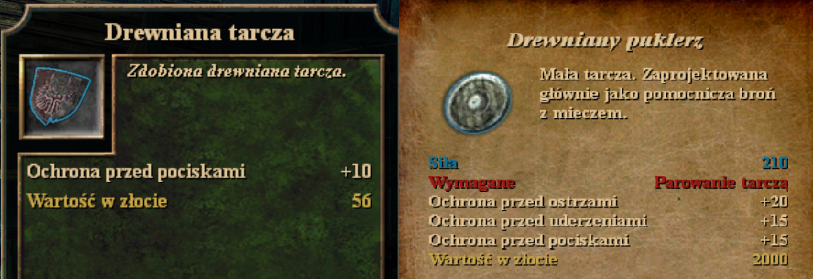 Drewniana tarcza
Zdobiona drewniana tarcza.
Ochrona przed pociskami +10
Wartość w złocie 56
Drewniany puklerz
Mała tarcza. Zaprojektowana
głównie jako pomocnicza broń
z mieczem.
Siła 210
Wymagane Parowanie tarczą
Ochrona przed ostrzami +20
Ochrona przed uderzeniami +15
Ochrona przed pociskami +15
Wartość w złocie 2000